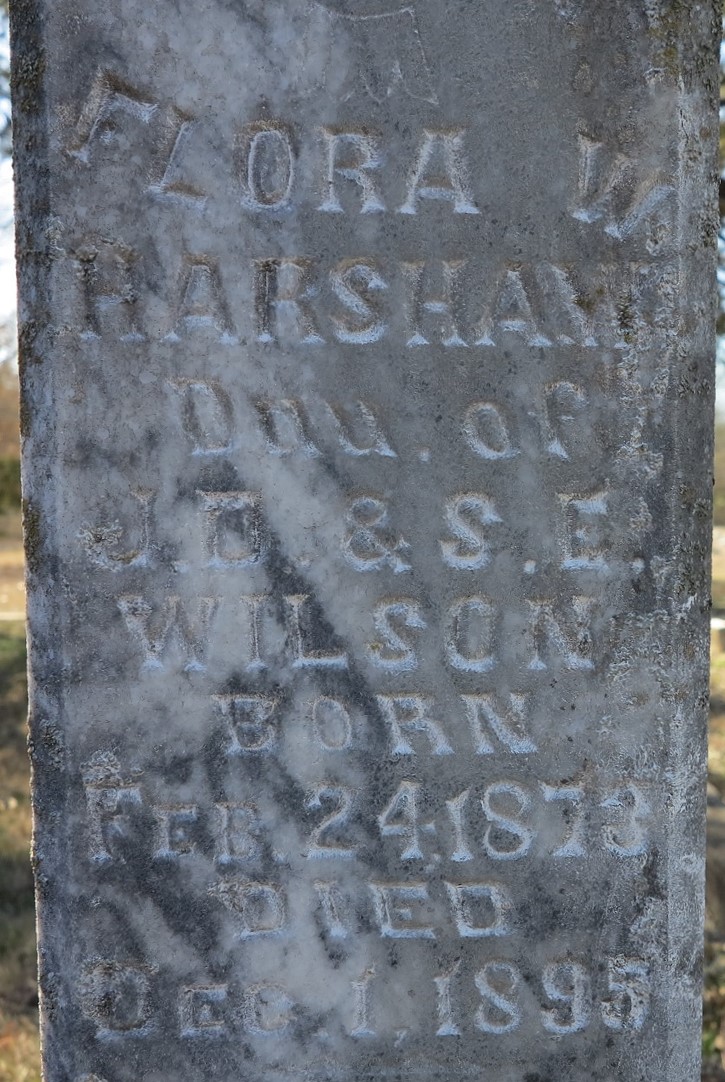 FLORA W
HARSHAW
Dau. of
J.D. & S.E.
WILSON
BORN
FEB. 24, 1873
DIED
DEC. 1, 1895